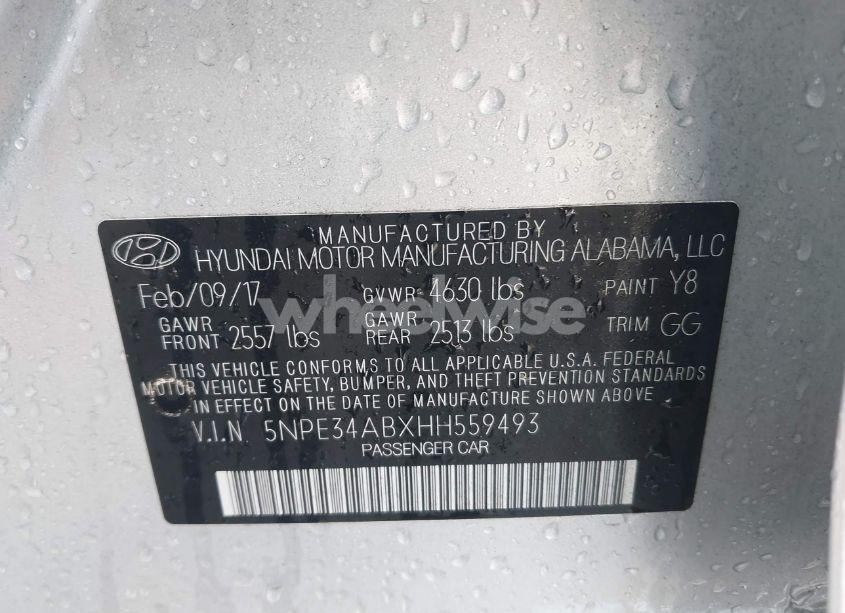 MANUFACTURED BY
HYUNDAI MOTOR MANUFACTURING ALABAMA, LLC
Feb/09/17 GVWR 4630 lbs PAINT Y8
GAWR FRONT 2557 lbs GAWR REAR 2513 lbs TRIM GG
wheelwise
THIS VEHICLE CONFORMS TO ALL APPLICABLE U.S.A. FEDERAL
MOTOR VEHICLE SAFETY, BUMPER, AND THEFT PREVENTION STANDARDS
IN EFFECT ON THE DATE OF MANUFACTURE SHOWN ABOVE
V.I.N 5NPE34ABXHH559493
PASSENGER CAR